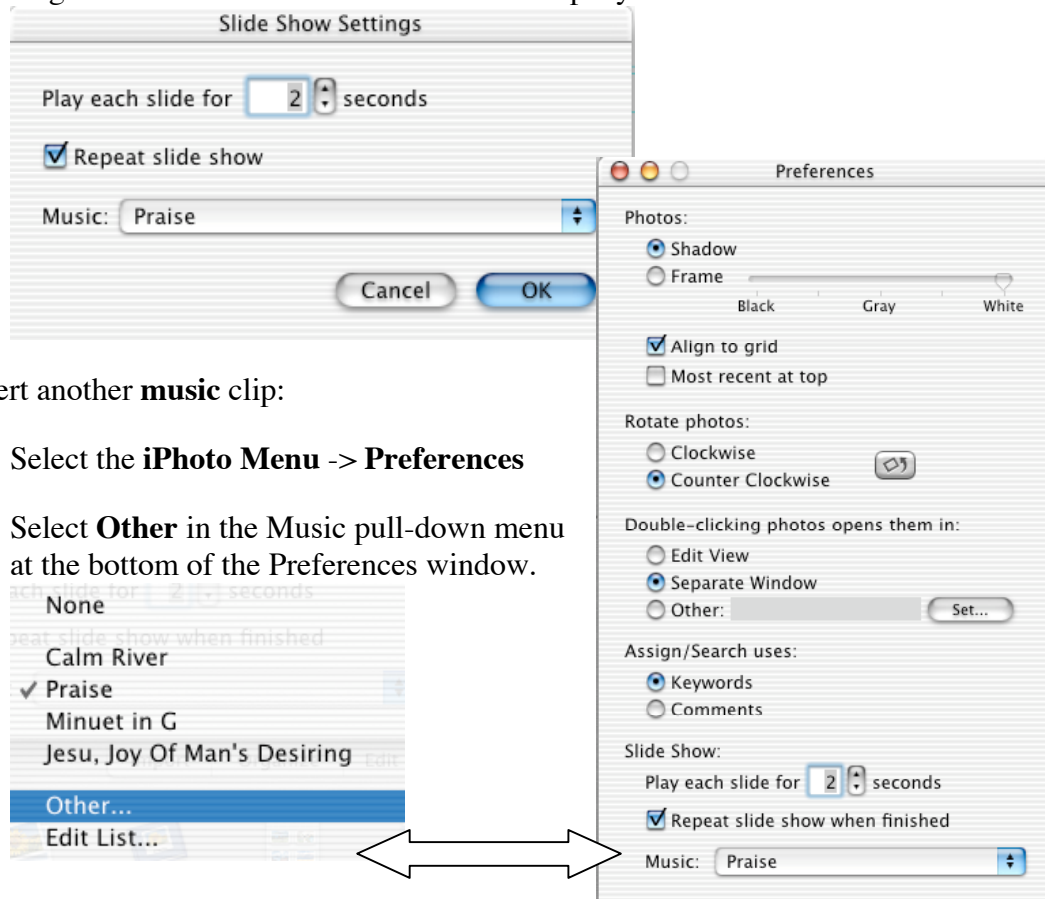 Slide Show Settings
Play each slide for 2 seconds
Repeat slide show
Music: Praise
Cancel OK
ert another music clip:
Select the iPhoto Menu -> Preferences
Select Other in the Music pull-down menu
at the bottom of the Preferences window.
None
Calm River
✓ Praise
Minuet in G
Jesu, Joy Of Man's Desiring
Other...
Edit List...
Preferences
Photos:
Shadow
Frame
Black Gray White
Align to grid
Most recent at top
Rotate photos:
Clockwise
Counter Clockwise
Double-clicking photos opens them in:
Edit View
Separate Window
Other: Set...
Assign/Search uses:
Keywords
Comments
Slide Show:
Play each slide for 2 seconds
Repeat slide show when finished
Music: Praise